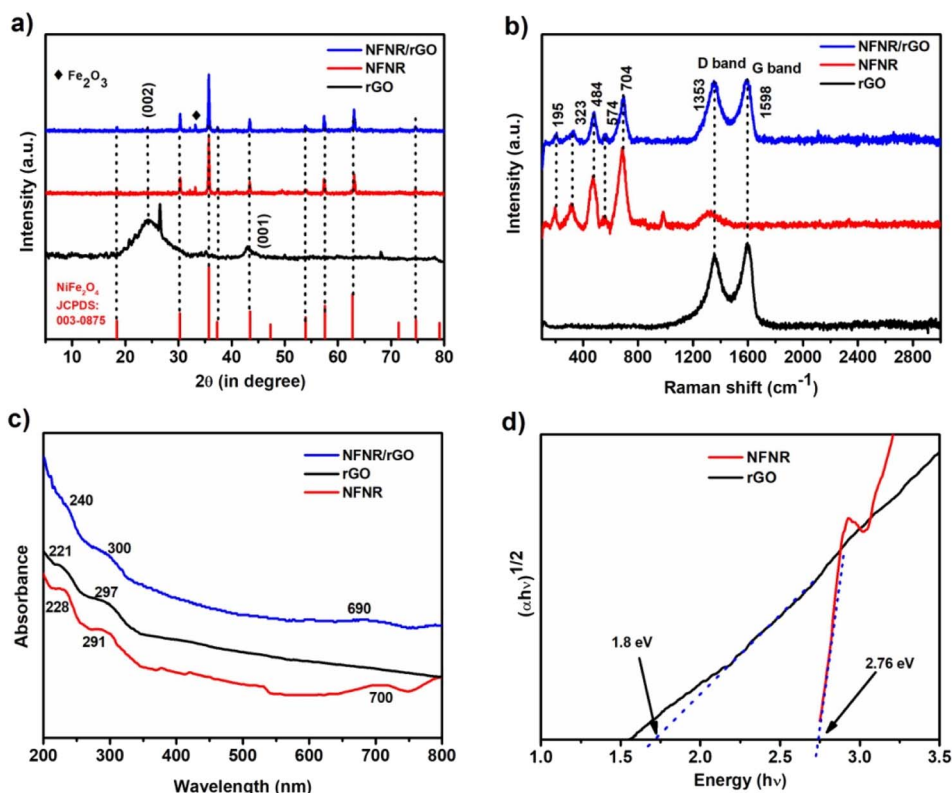 a)
NFNR/rGO
NFNR
rGO
♦ Fe₂O₃
(002)
(001)
NiFe₂O₄
JCPDS:
003-0875
Intensity (a.u.)
10 20 30 40 50 60 70 80
2θ (in degree)
b)
NFNR/rGO
NFNR
rGO
195
323
484
574
704
D band
1353
G band
1598
Intensity (a.u.)
400 800 1200 1600 2000 2400 2800
Raman shift (cm⁻¹)
c)
NFNR/rGO
rGO
NFNR
240
300
690
221
297
228
291
700
Absorbance
200 300 400 500 600 700 800
Wavelength (nm)
d)
NFNR
rGO
1.8 eV
2.76 eV
(αhν)1/2
1.0 1.5 2.0 2.5 3.0 3.5
Energy (hν)